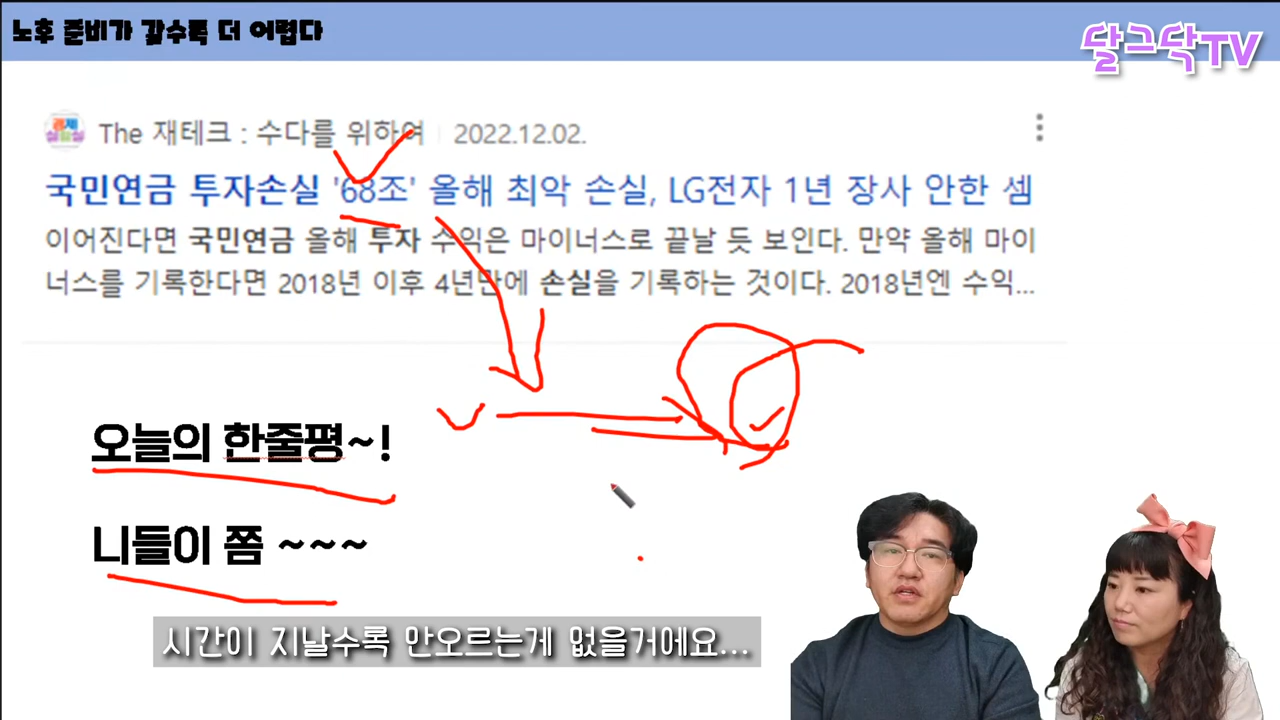 노후 준비가 갈수록 더 어렵다
달그닥TV
경제
The 재테크 : 수다를 위하여 2022.12.02.
국민연금 투자손실 '68조' 올해 최악 손실, LG전자 1년 장사 안한 셈
이어진다면 국민연금 올해 투자 수익은 마이너스로 끝날 듯 보인다. 만약 올해 마이
너스를 기록한다면 2018년 이후 4년만에 손실을 기록하는 것이다. 2018년엔 수익...
오늘의 한줄평~!
니들이 쫌 ~~~
시간이 지날수록 안오르는게 없을거에요...